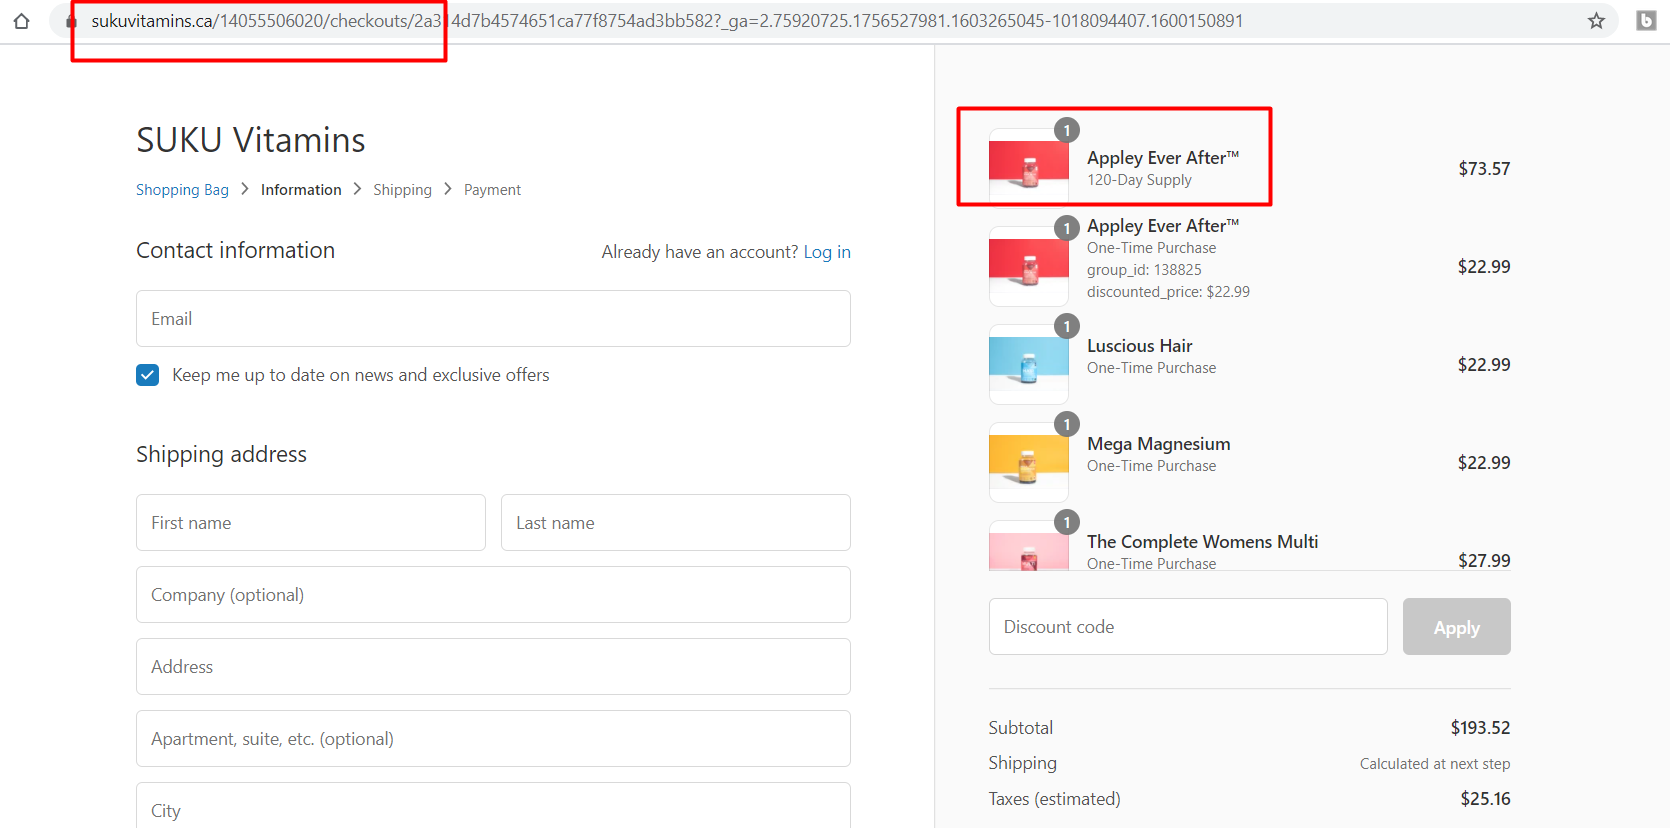 sukuvitamins.ca/14055506020/checkouts/2a314d7b4574651ca77f8754ad3bb582?_ga=2.75920725.1756527981.1603265045-1018094407.1600150891
SUKU Vitamins
Shopping Bag > Information > Shipping > Payment
Contact information
Already have an account? Log in
Email
Keep me up to date on news and exclusive offers
Shipping address
First name
Last name
Company (optional)
Address
Apartment, suite, etc. (optional)
City
1
Appley Ever After™
120-Day Supply
$73.57
1
Appley Ever After™
One-Time Purchase
group_id: 138825
discounted_price: $22.99
$22.99
1
Luscious Hair
One-Time Purchase
$22.99
1
Mega Magnesium
One-Time Purchase
$22.99
1
The Complete Womens Multi
One-Time Purchase
$27.99
Discount code
Apply
Subtotal
$193.52
Shipping
Calculated at next step
Taxes (estimated)
$25.16